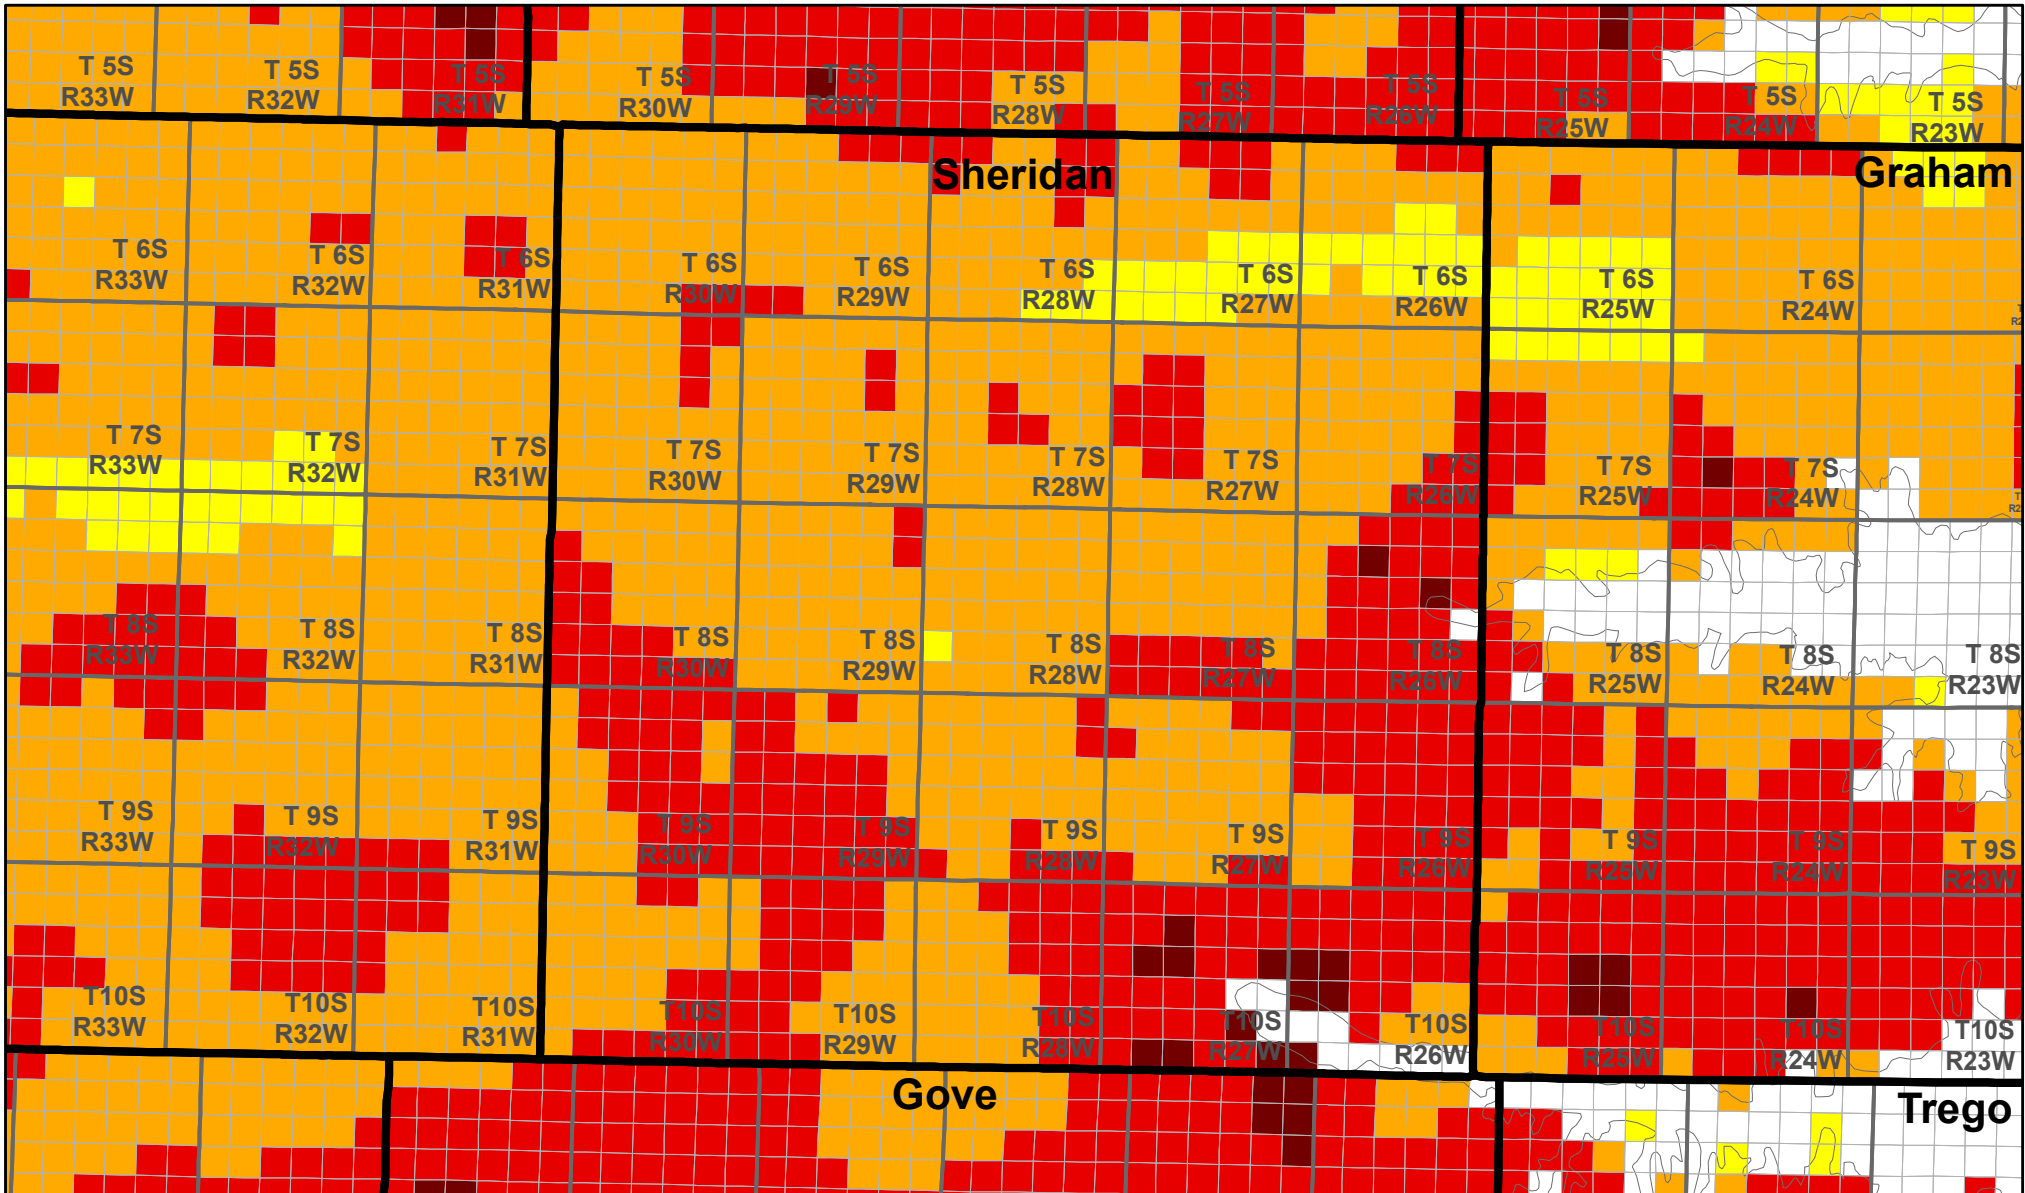 T 5S
R33W
T 5S
R32W
T 5S
R31W
T 5S
R30W
T 5S
R29W
T 5S
R28W
T 5S
R27W
T 5S
R26W
T 5S
R25W
T 5S
R24W
T 5S
R23W
Sheridan
Graham
T 6S
R33W
T 6S
R32W
T 6S
R31W
T 6S
R30W
T 6S
R29W
T 6S
R28W
T 6S
R27W
T 6S
R26W
T 6S
R25W
T 6S
R24W
T 7S
R33W
T 7S
R32W
T 7S
R31W
T 7S
R30W
T 7S
R29W
T 7S
R28W
T 7S
R27W
T 7S
R26W
T 7S
R25W
T 7S
R24W
T 8S
R33W
T 8S
R32W
T 8S
R31W
T 8S
R30W
T 8S
R29W
T 8S
R28W
T 8S
R27W
T 8S
R26W
T 8S
R25W
T 8S
R24W
T 8S
R23W
T 9S
R33W
T 9S
R32W
T 9S
R31W
T 9S
R30W
T 9S
R29W
T 9S
R28W
T 9S
R27W
T 9S
R26W
T 9S
R25W
T 9S
R24W
T 9S
R23W
T10S
R33W
T10S
R32W
T10S
R31W
T10S
R30W
T10S
R29W
T10S
R28W
T10S
R27W
T10S
R26W
T10S
R25W
T10S
R24W
T10S
R23W
Gove
Trego